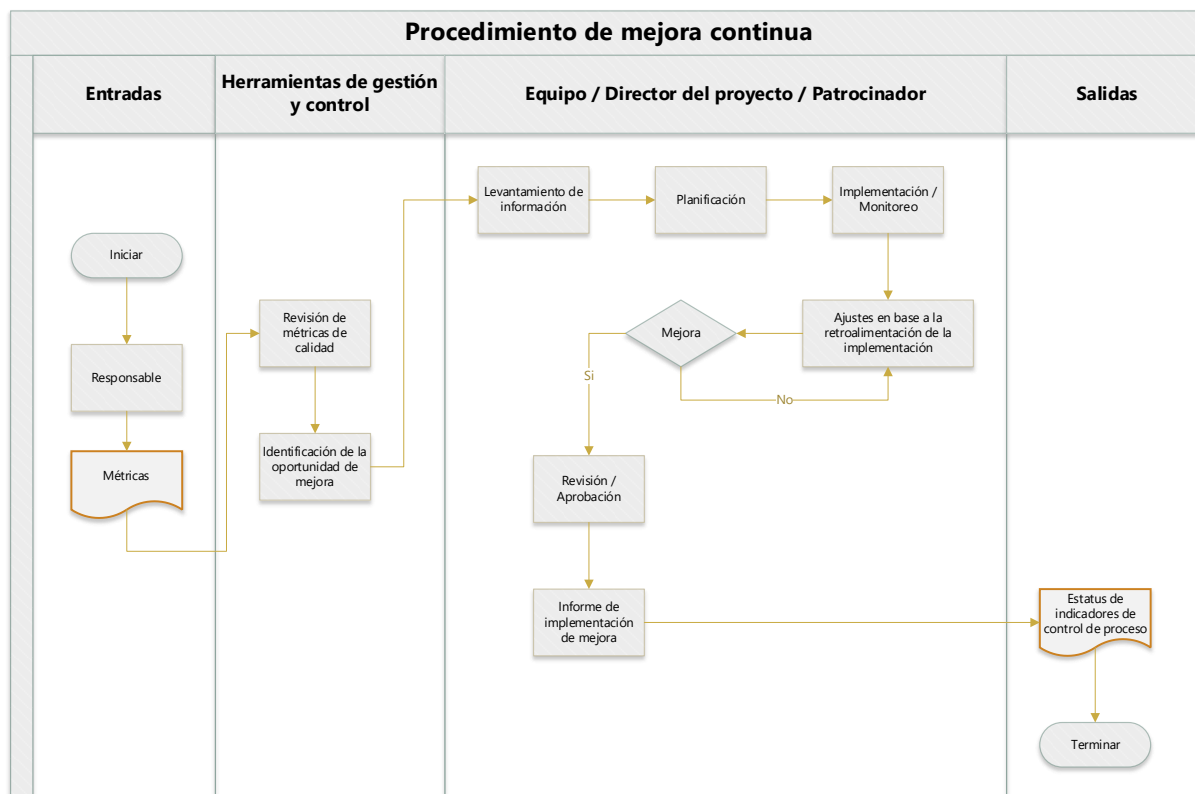 Procedimiento de mejora continua
Entradas
Herramientas de gestión
y control
Equipo / Director del proyecto / Patrocinador
Salidas
Iniciar
Responsable
Métricas
Revisión de
métricas de
calidad
Identificación de la
oportunidad de
mejora
Levantamiento de
información
Planificación
Implementación /
Monitoreo
Ajustes en base a la
retroalimentación de la
implementación
Mejora
Si
No
Revisión /
Aprobación
Informe de
implementación
de mejora
Estatus de
indicadores de
control de proceso
Terminar